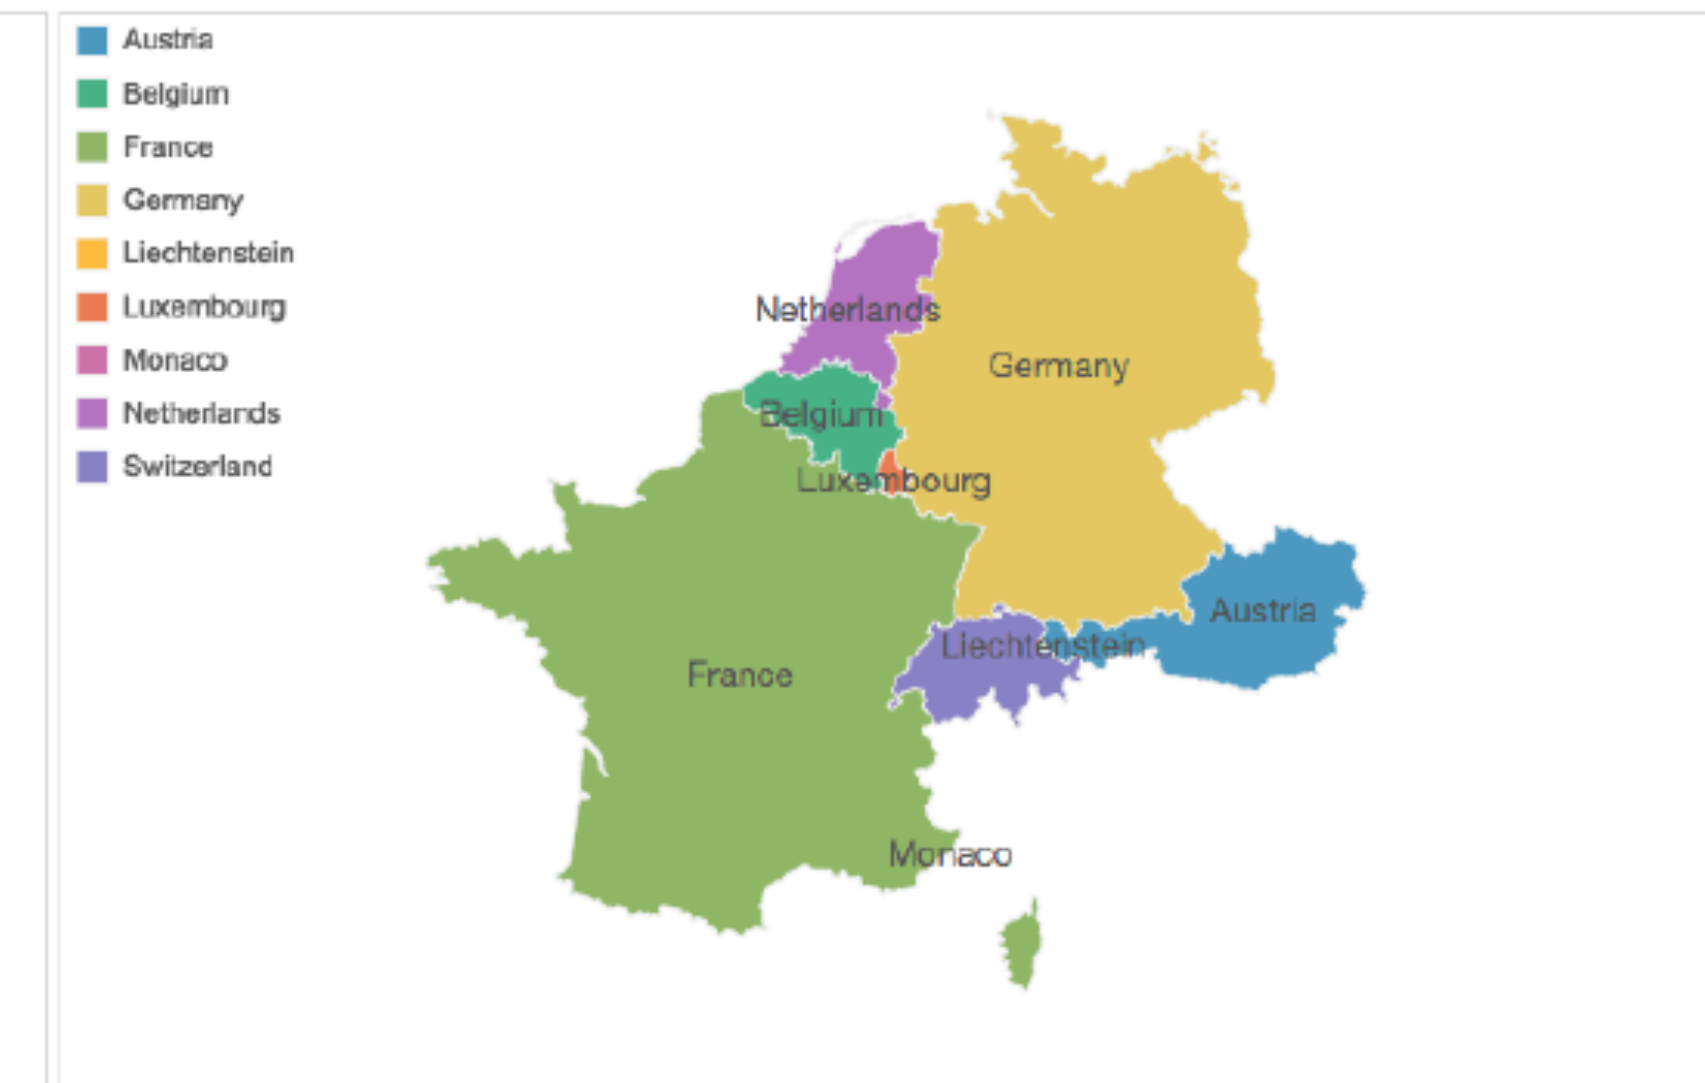 Austria
Belgium
France
Germany
Liechtenstein
Luxembourg
Monaco
Netherlands
Switzerland
Netherlands
Germany
Belgium
Luxembourg
Austria
Liechtenstein
France
Monaco